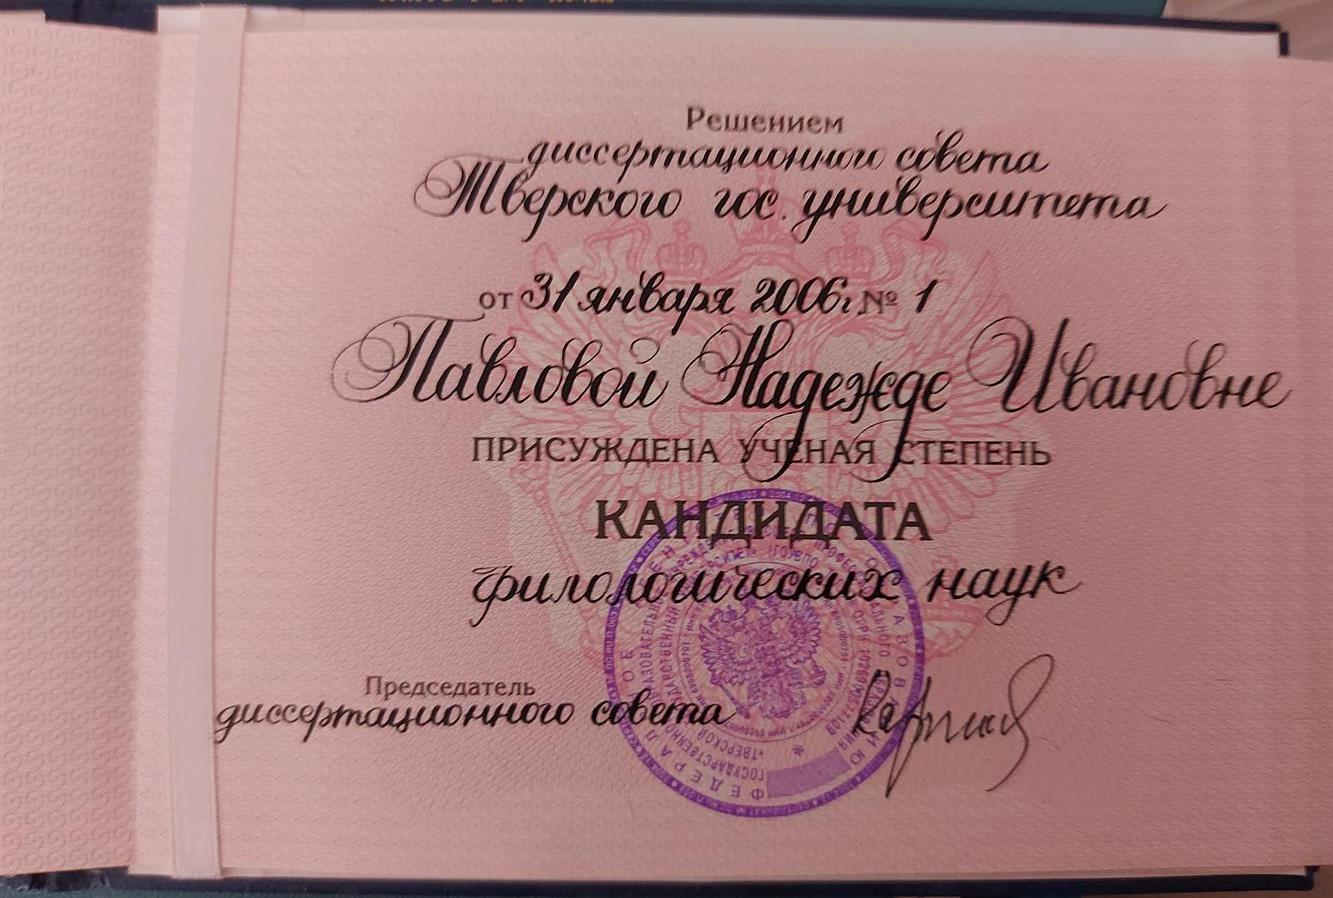 Решением
диссертационного совета
Тверского гос. университета
от 31 января 2006г. № 1
Павловой Надежде Ивановне
ПРИСУЖДЕНА УЧЕНАЯ СТЕПЕНЬ
КАНДИДАТА
филологических наук
Председатель
диссертационного совета